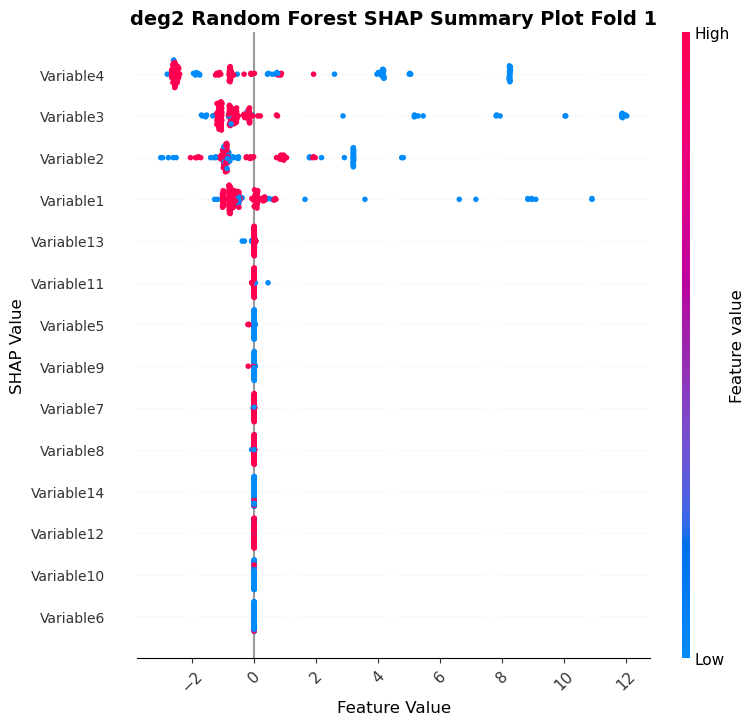 deg2 Random Forest SHAP Summary Plot Fold 1
High
Variable4
Variable3
Variable2
Variable1
Variable13
Variable11
Variable5
Variable9
Variable7
Variable8
Variable14
Variable12
Variable10
Variable6
SHAP Value
Feature value
Low
−2
0
2
4
6
8
10
12
Feature Value